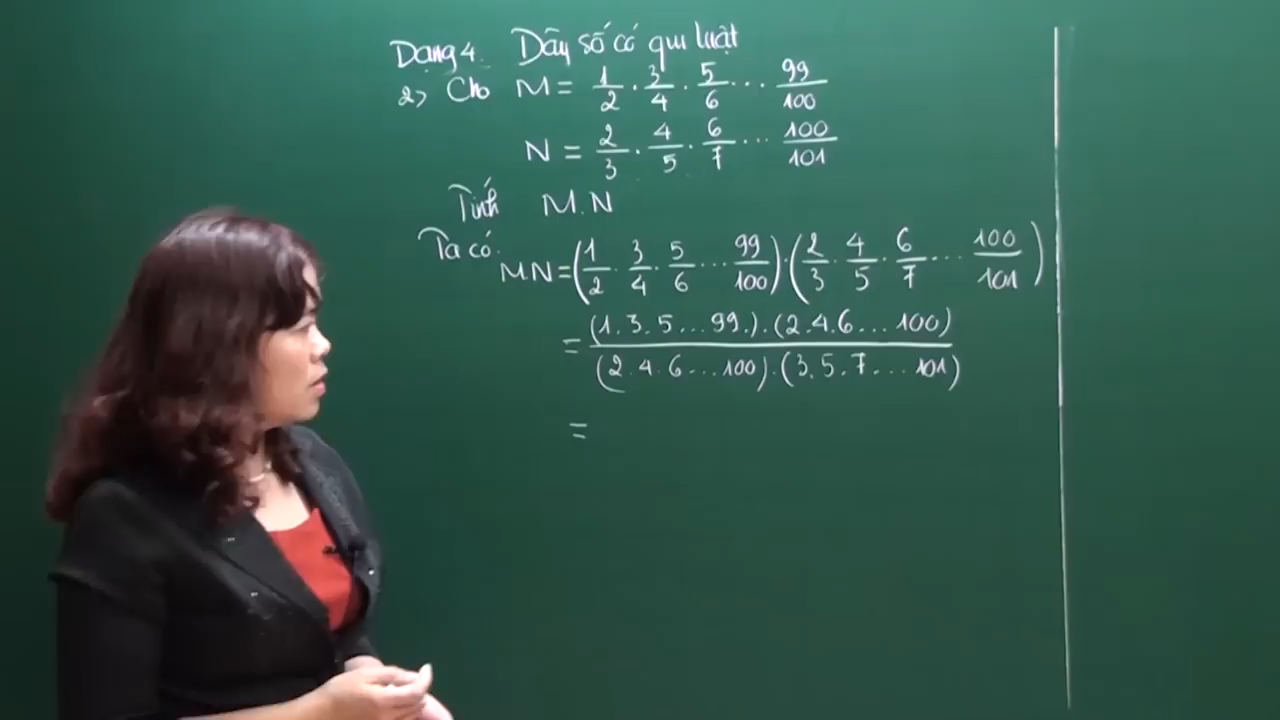 Dạng 4. Dãy số có qui luật
2> Cho M = 1/2 . 3/4 . 5/6 ... 99/100
N = 2/3 . 4/5 . 6/7 ... 100/101
Tính M.N
Ta có. M.N = (1/2 . 3/4 . 5/6 ... 99/100) . (2/3 . 4/5 . 6/7 ... 100/101)
= (1.3.5...99.).(2.4.6...100) / (2.4.6...100).(3.5.7...101)
=